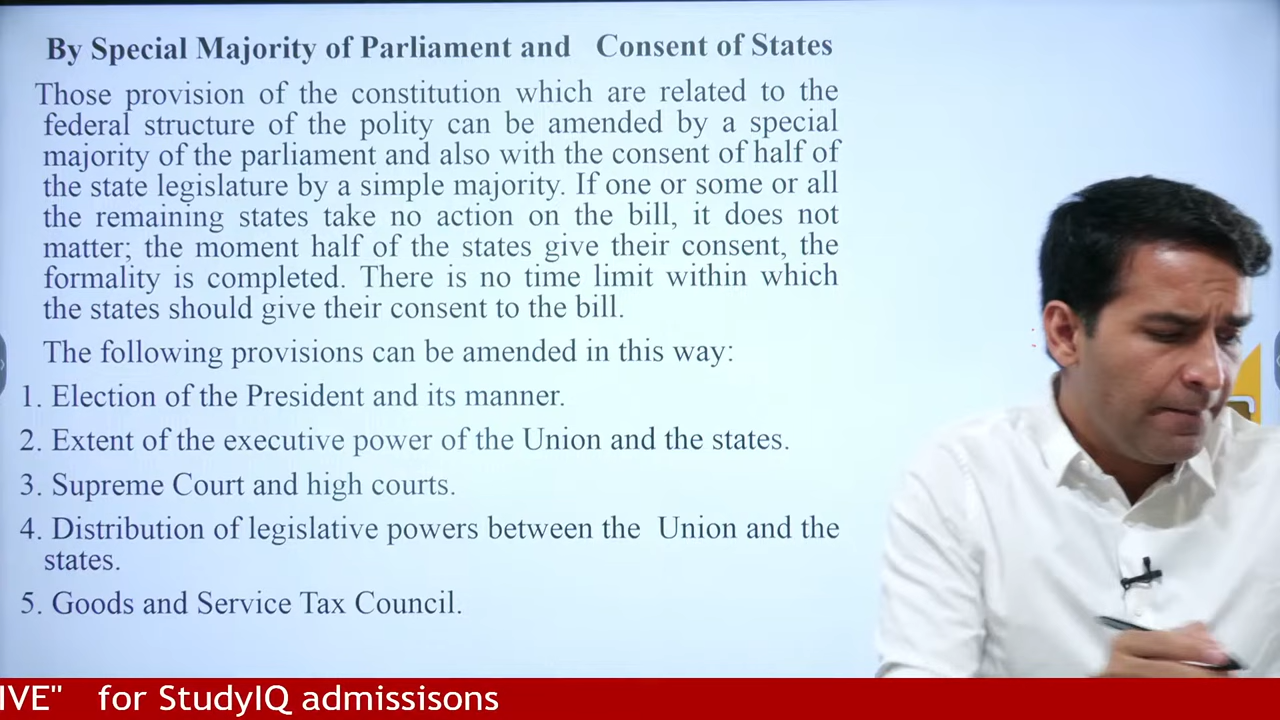 By Special Majority of Parliament and Consent of States
Those provision of the constitution which are related to the
federal structure of the polity can be amended by a special
majority of the parliament and also with the consent of half of
the state legislature by a simple majority. If one or some or all
the remaining states take no action on the bill, it does not
matter; the moment half of the states give their consent, the
formality is completed. There is no time limit within which
the states should give their consent to the bill.
The following provisions can be amended in this way:
1. Election of the President and its manner.
2. Extent of the executive power of the Union and the states.
3. Supreme Court and high courts.
4. Distribution of legislative powers between the Union and the
states.
5. Goods and Service Tax Council.
IVE" for StudyIQ admissisons